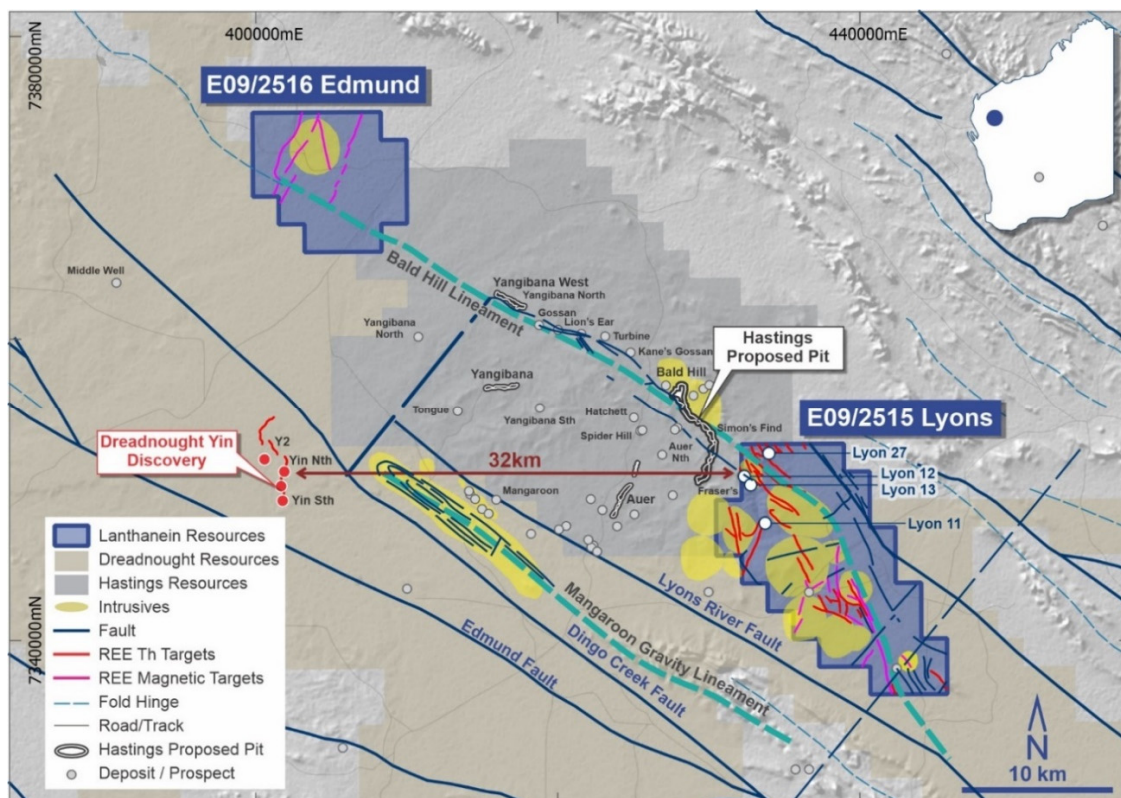 400000mE
440000mE
7380000mN
7340000mN
E09/2516 Edmund
Middle Well
Bald Hill Lineament
Yangibana West
Yangibana North
Gossan
Lion's Ear
Turbine
Yangibana
North
Kane's Gossan
Hastings
Proposed Pit
Bald Hill
Yangibana
Tongue
Yangibana Sth
Hatchett
Spider Hill
Simon's Find
Auer
Nth
E09/2515 Lyons
Y2
Dreadnought Yin
Discovery
Yin Nth
Yin Sth
32km
Lyon 27
Lyon 12
Lyon 13
Lyon 11
Mangaroon
Auer
Fraser's
Lyons River Fault
Mangaroon Gravity Lineament
Dingo Creek Fault
Edmund Fault
Lanthanein Resources
Dreadnought Resources
Hastings Resources
Intrusives
Fault
REE Th Targets
REE Magnetic Targets
Fold Hinge
Road/Track
Hastings Proposed Pit
Deposit / Prospect
N
10 km